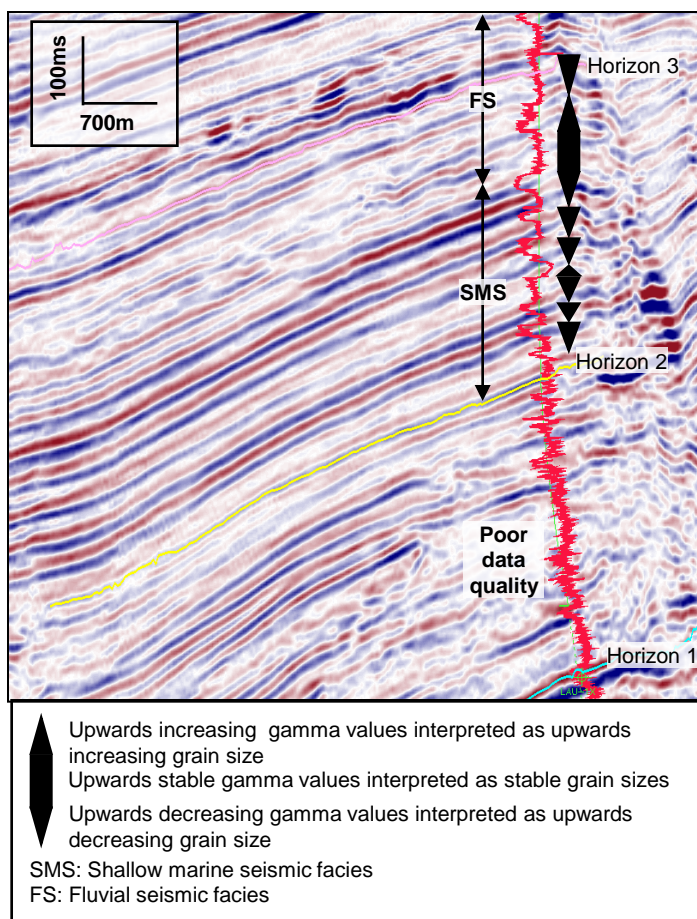 100ms
700m
FS
Horizon 3
SMS
Horizon 2
Poor
data
quality
Horizon 1
Upwards increasing gamma values interpreted as upwards
increasing grain size
Upwards stable gamma values interpreted as stable grain sizes
Upwards decreasing gamma values interpreted as upwards
decreasing grain size
SMS: Shallow marine seismic facies
FS: Fluvial seismic facies